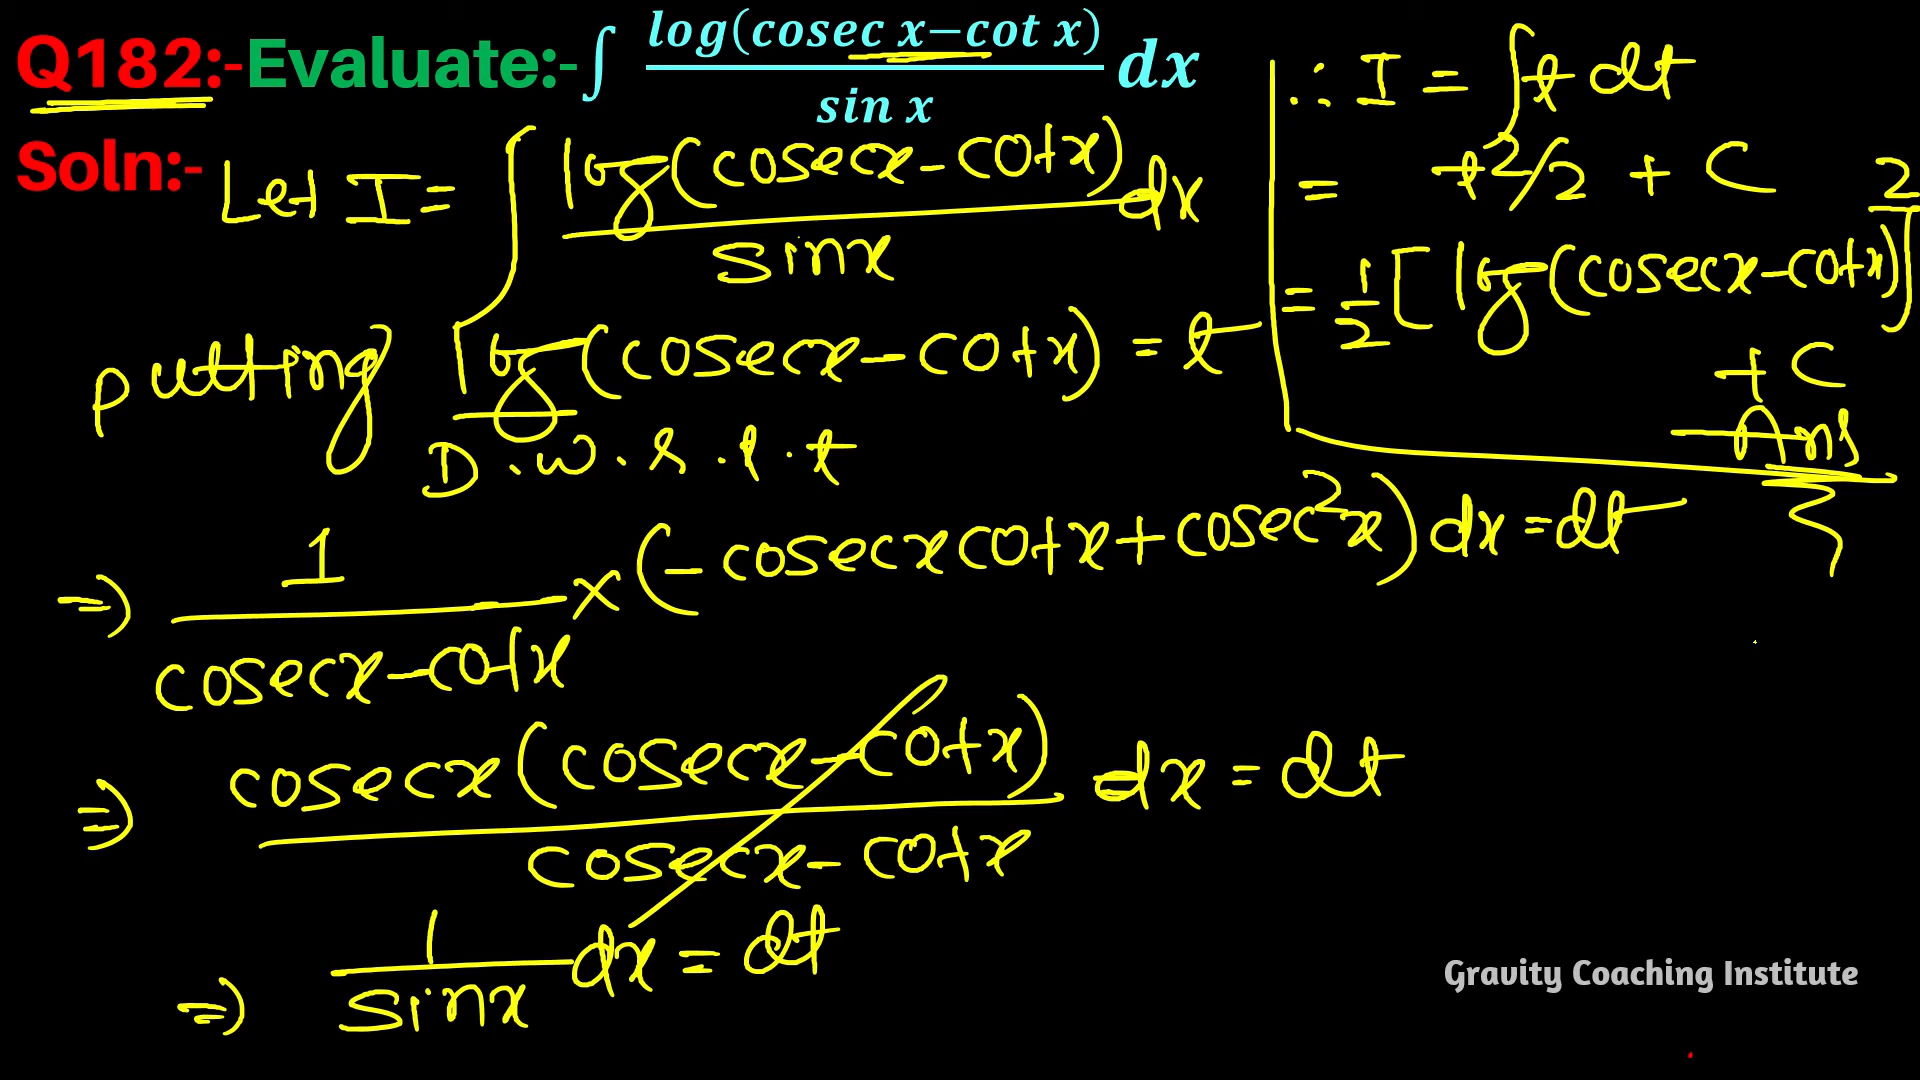 Q182:-Evaluate:-∫ log(cosec x−cot x) / sin x dx
Soln:- Let I = ∫ log(cosecx-cotx) / sinx dx
putting log(cosecx-cotx) = t
D.w.r.t.t
⇒ 1 / cosecx-cotx × (-cosecxcotx+cosec²x) dx = dt
⇒ cosecx(cosecx-cotx) / cosecx-cotx dx = dt
⇒ 1 / sinx dx = dt
∴ I = ∫t dt
= t²/2 + C
= 1/2 [log(cosecx-cotx)]²
+ C
Ans
Gravity Coaching Institute